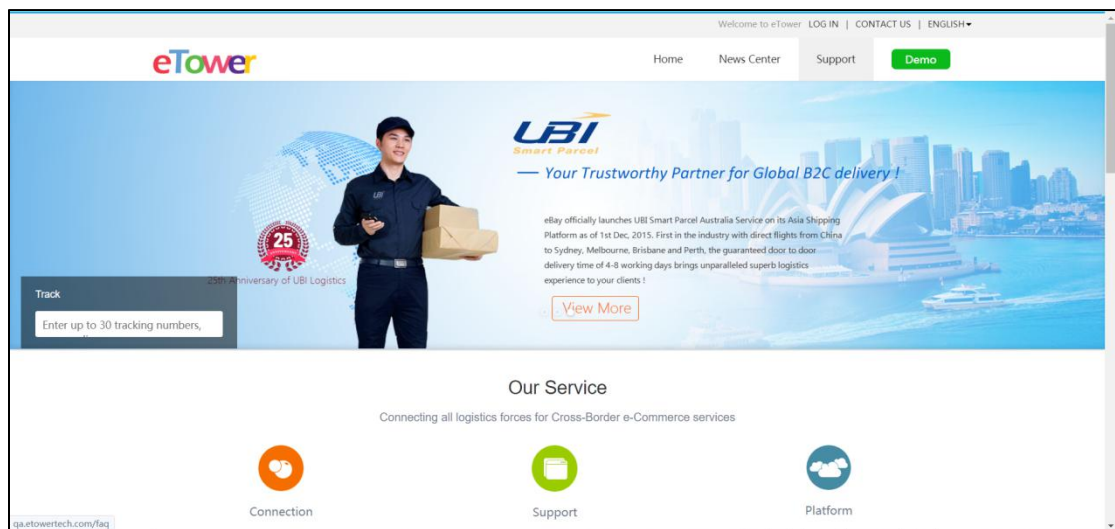 Welcome to eTower LOG IN | CONTACT US | ENGLISH
eTower
Home News Center Support Demo
UBI
Smart Parcel
— Your Trustworthy Partner for Global B2C delivery !
UBI
eBay officially launches UBI Smart Parcel Australia Service on its Asia Shipping
Platform as of 1st Dec, 2015. First in the industry with direct flights from China
to Sydney, Melbourne, Brisbane and Perth, the guaranteed door to door
delivery time of 4-8 working days brings unparalleled superb logistics
experience to your clients !
View More
25
25th Anniversary of UBI Logistics
Track
Enter up to 30 tracking numbers,
Our Service
Connecting all logistics forces for Cross-Border e-Commerce services
Connection Support Platform
qa.etowertech.com/faq